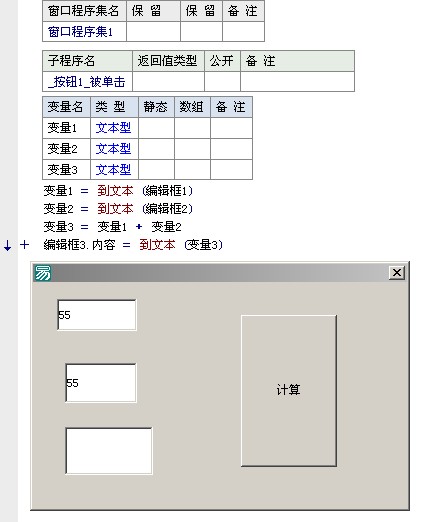 窗口程序集名 保 留 保 留 备 注
窗口程序集1
子程序名 返回值类型 公开 备 注
_按钮1_被单击
变量名 类 型 静态 数组 备 注
变量1 文本型
变量2 文本型
变量3 文本型
变量1 = 到文本 (编辑框1)
变量2 = 到文本 (编辑框2)
变量3 = 变量1 + 变量2
↓ + 编辑框3.内容 = 到文本 (变量3)
易
55
55
计算